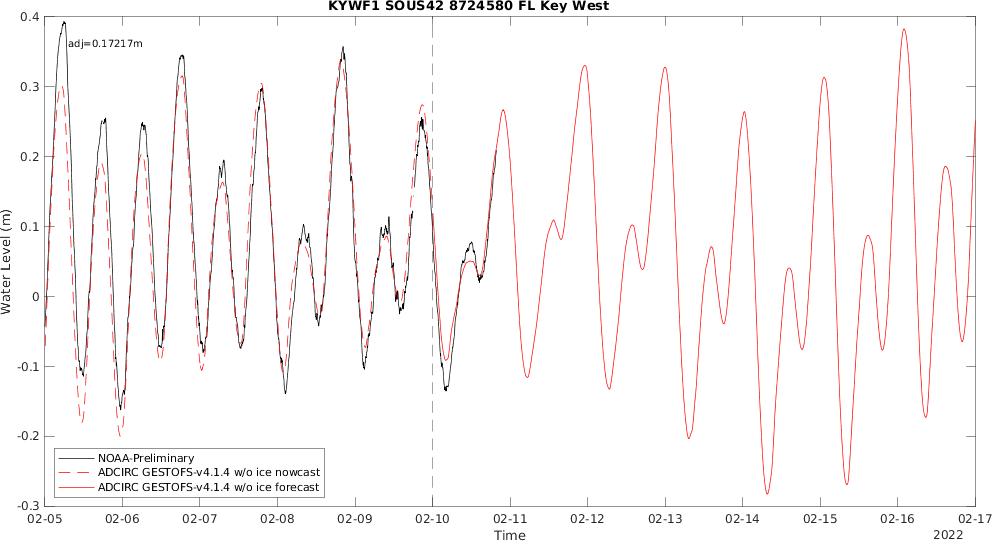 KYWF1 SOUS42 8724580 FL Key West
adj=0.17217m
0.4
0.3
0.2
0.1
0
-0.1
-0.2
-0.3
Water Level (m)
NOAA-Preliminary
ADCIRC GESTOFS-v4.1.4 w/o ice nowcast
ADCIRC GESTOFS-v4.1.4 w/o ice forecast
02-05 02-06 02-07 02-08 02-09 02-10 02-11 02-12 02-13 02-14 02-15 02-16 02-17
Time
2022